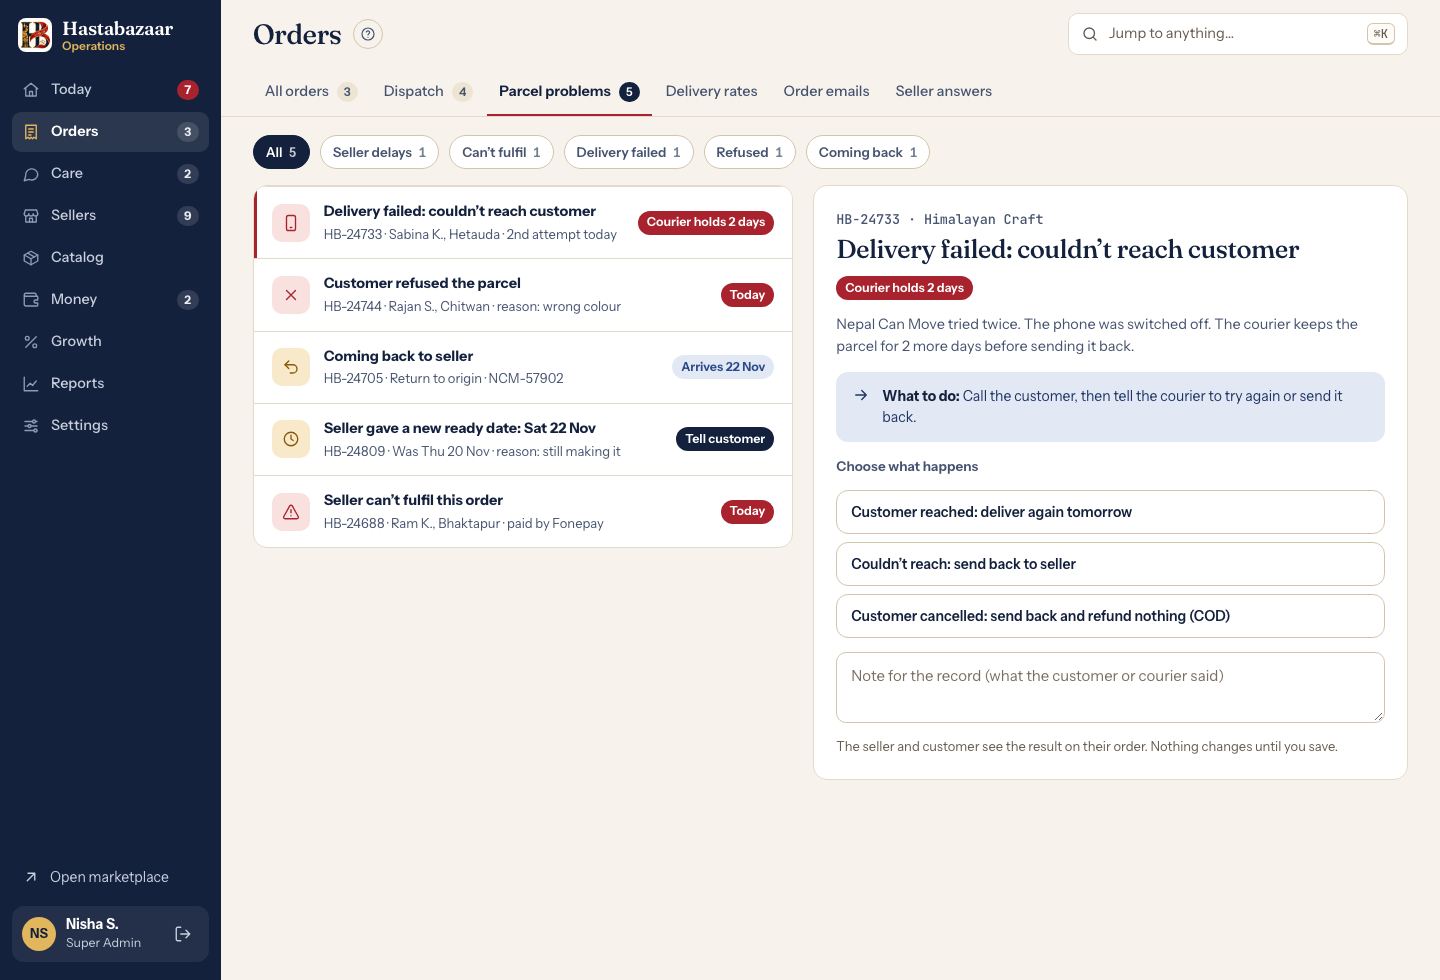 Hastabazaar
Operations
Today 7
Orders 3
Care 2
Sellers 9
Catalog
Money 2
Growth
Reports
Settings
Open marketplace
NS
Nisha S.
Super Admin
Orders
?
Jump to anything...
⌘K
All orders 3
Dispatch 4
Parcel problems 5
Delivery rates
Order emails
Seller answers
All 5
Seller delays 1
Can’t fulfil 1
Delivery failed 1
Refused 1
Coming back 1
Delivery failed: couldn’t reach customer
HB-24733 · Sabina K., Hetauda · 2nd attempt today
Courier holds 2 days
Customer refused the parcel
HB-24744 · Rajan S., Chitwan · reason: wrong colour
Today
Coming back to seller
HB-24705 · Return to origin · NCM-57902
Arrives 22 Nov
Seller gave a new ready date: Sat 22 Nov
HB-24809 · Was Thu 20 Nov · reason: still making it
Tell customer
Seller can’t fulfil this order
HB-24688 · Ram K., Bhaktapur · paid by Fonepay
Today
HB-24733 · Himalayan Craft
Delivery failed: couldn’t reach customer
Courier holds 2 days
Nepal Can Move tried twice. The phone was switched off. The courier keeps the
parcel for 2 more days before sending it back.
What to do: Call the customer, then tell the courier to try again or send it
back.
Choose what happens
Customer reached: deliver again tomorrow
Couldn’t reach: send back to seller
Customer cancelled: send back and refund nothing (COD)
Note for the record (what the customer or courier said)
The seller and customer see the result on their order. Nothing changes until you save.